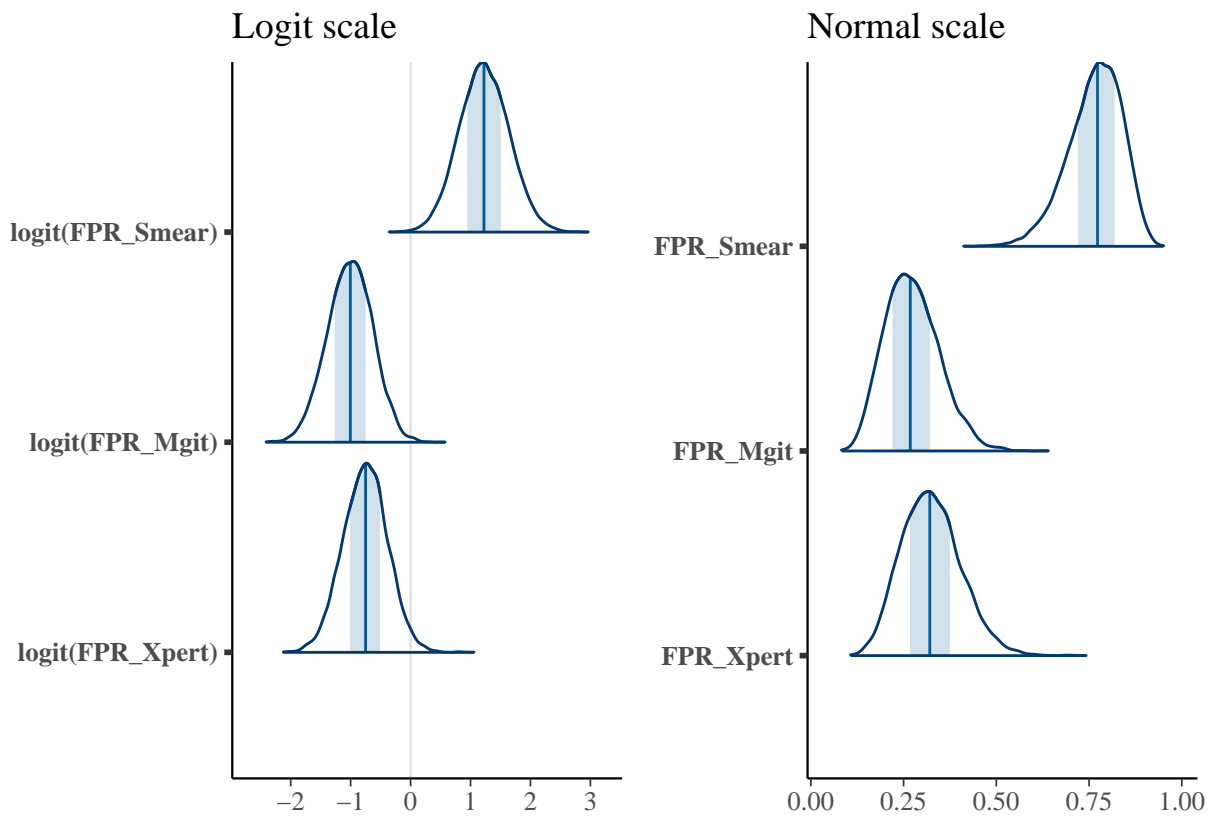 Logit scale
logit(FPR_Smear)
logit(FPR_Mgit)
logit(FPR_Xpert)
−2 −1 0 1 2 3
Normal scale
FPR_Smear
FPR_Mgit
FPR_Xpert
0.00 0.25 0.50 0.75 1.00